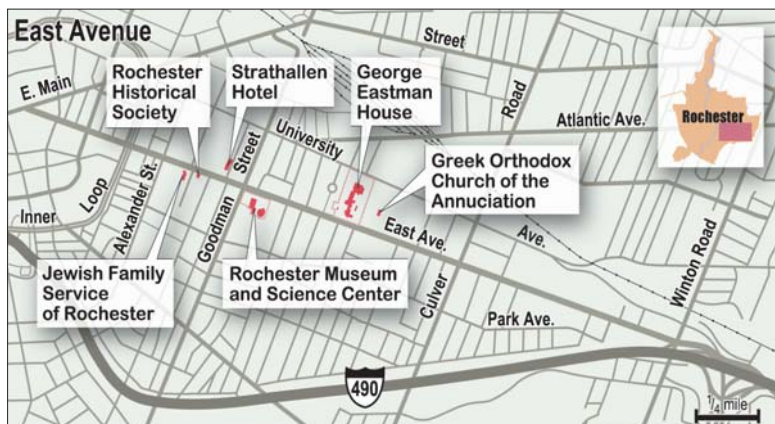 East Avenue
Street
E. Main
Rochester
Historical
Society
Strathallen
Hotel
George
Eastman
House
Road
Atlantic Ave.
Rochester
University
Street
Greek Orthodox
Church of the
Annuciation
Inner
Loop
Alexander St.
Goodman
East Ave.
Ave.
Winton Road
Jewish Family
Service
of Rochester
Rochester Museum
and Science Center
Culver
Park Ave.
490
1/4 mile